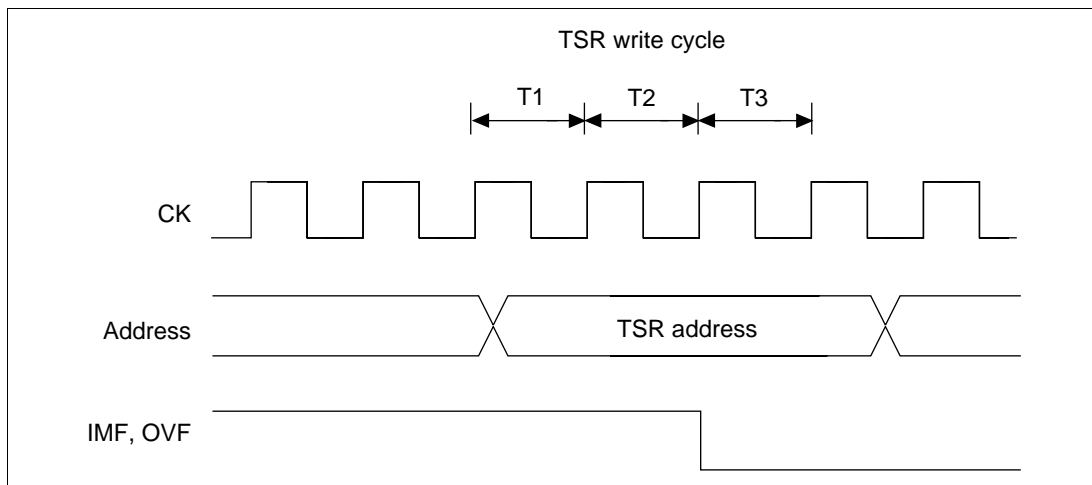 TSR write cycle
T1 T2 T3
CK
Address TSR address
IMF, OVF